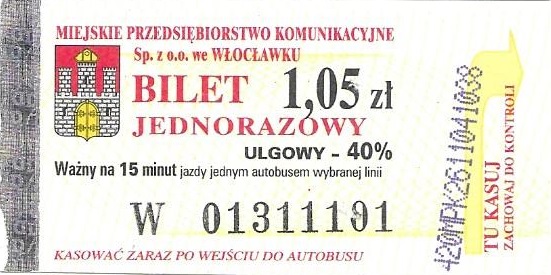 MIEJSKIE PRZEDSIĘBIORSTWO KOMUNIKACYJNE
Sp. z o.o. we WŁOCŁAWKU
BILET 1,05 zł
JEDNORAZOWY
ULGOWY - 40%
Ważny na 15 minut jazdy jednym autobusem wybranej linii
W 01311191
KASOWAĆ ZARAZ PO WEJŚCIU DO AUTOBUSU
TU KASUJ
ZACHOWAJ DO KONTROLI
420MPK26111041038